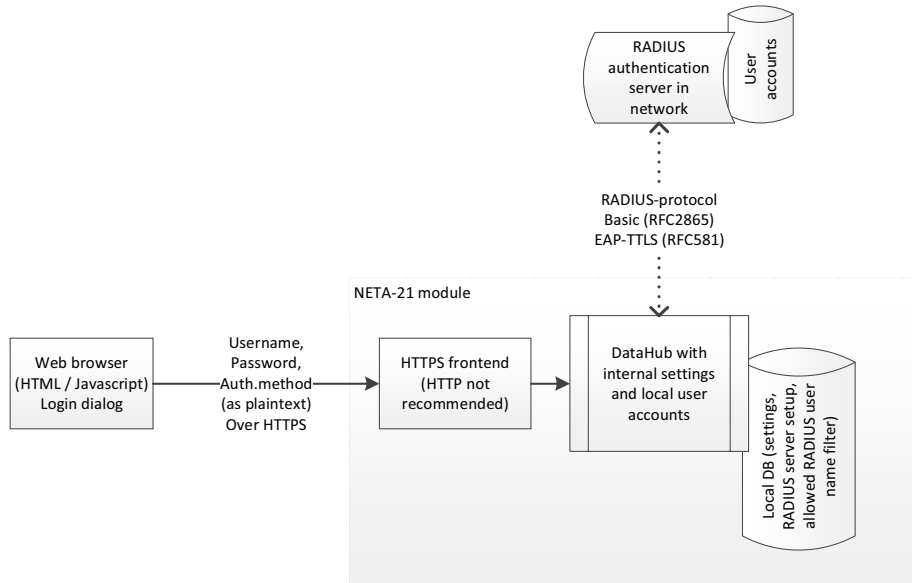 RADIUS
authentication
server in
network
User
accounts
RADIUS-protocol
Basic (RFC2865)
EAP-TTLS (RFC581)
NETA-21 module
Web browser
(HTML / Javascript)
Login dialog
Username,
Password,
Auth.method
(as plaintext)
Over HTTPS
HTTPS frontend
(HTTP not
recommended)
DataHub with
internal settings
and local user
accounts
Local DB (settings,
RADIUS server setup,
allowed RADIUS user
name filter)